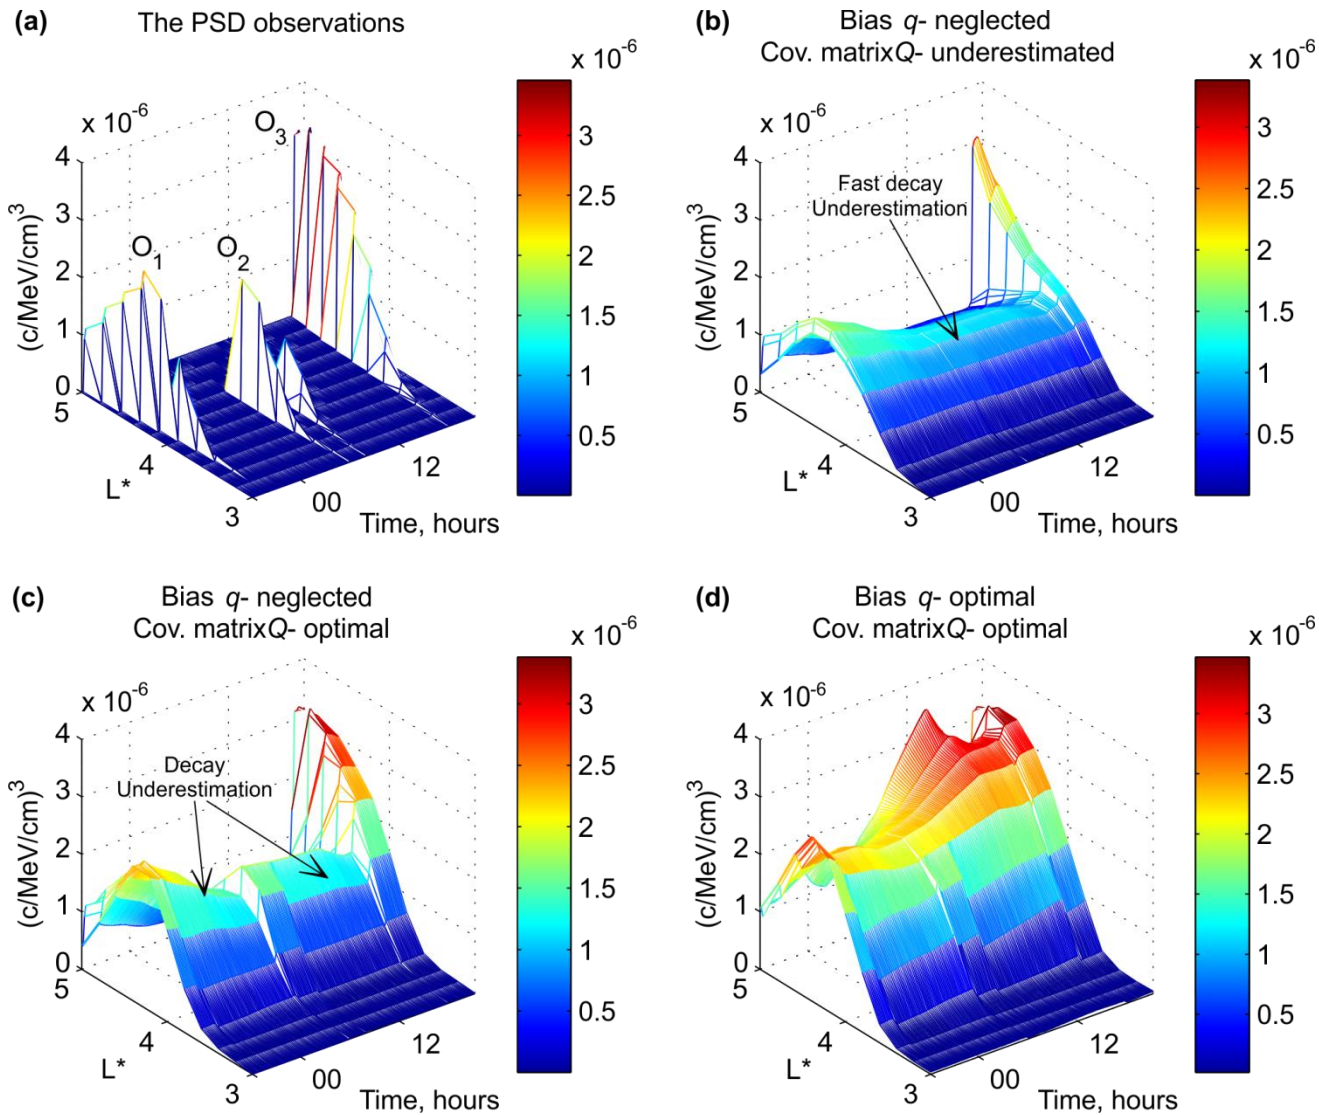 (a)
The PSD observations
x 10^-6
x 10^-6
(c/MeV/cm)^3
4
3
2
1
0
5
4
3
L*
00
12
Time, hours
O_1
O_2
O_3
3
2.5
2
1.5
1
0.5
(b)
Bias q- neglected
Cov. matrixQ- underestimated
x 10^-6
x 10^-6
(c/MeV/cm)^3
4
3
2
1
0
5
4
3
L*
00
12
Time, hours
Fast decay
Underestimation
3
2.5
2
1.5
1
0.5
(c)
Bias q- neglected
Cov. matrixQ- optimal
x 10^-6
x 10^-6
(c/MeV/cm)^3
4
3
2
1
0
5
4
3
L*
00
12
Time, hours
Decay
Underestimation
3
2.5
2
1.5
1
0.5
(d)
Bias q- optimal
Cov. matrixQ- optimal
x 10^-6
x 10^-6
(c/MeV/cm)^3
4
3
2
1
0
5
4
3
L*
00
12
Time, hours
3
2.5
2
1.5
1
0.5